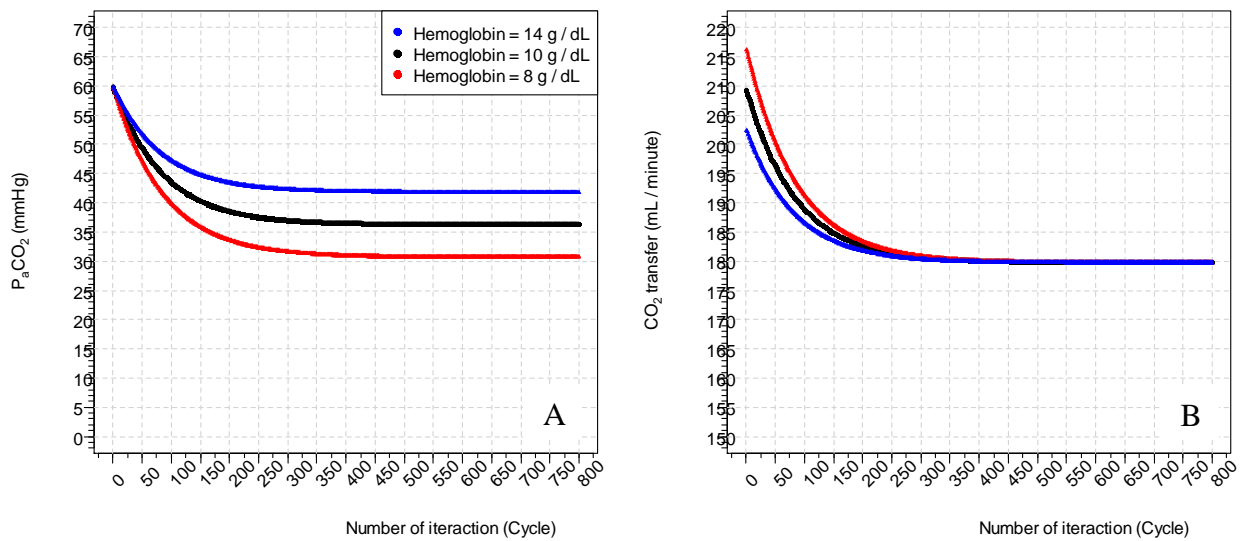 70
65
60
55
50
45
40
35
30
25
20
15
10
5
0
PaCO2 (mmHg)
Hemoglobin = 14 g / dL
Hemoglobin = 10 g / dL
Hemoglobin = 8 g / dL
A
0 50 100 150 200 250 300 350 400 450 500 550 600 650 700 750 800
Number of iteraction (Cycle)
220
215
210
205
200
195
190
185
180
175
170
165
160
155
150
CO2 transfer (mL / minute)
B
0 50 100 150 200 250 300 350 400 450 500 550 600 650 700 750 800
Number of iteraction (Cycle)